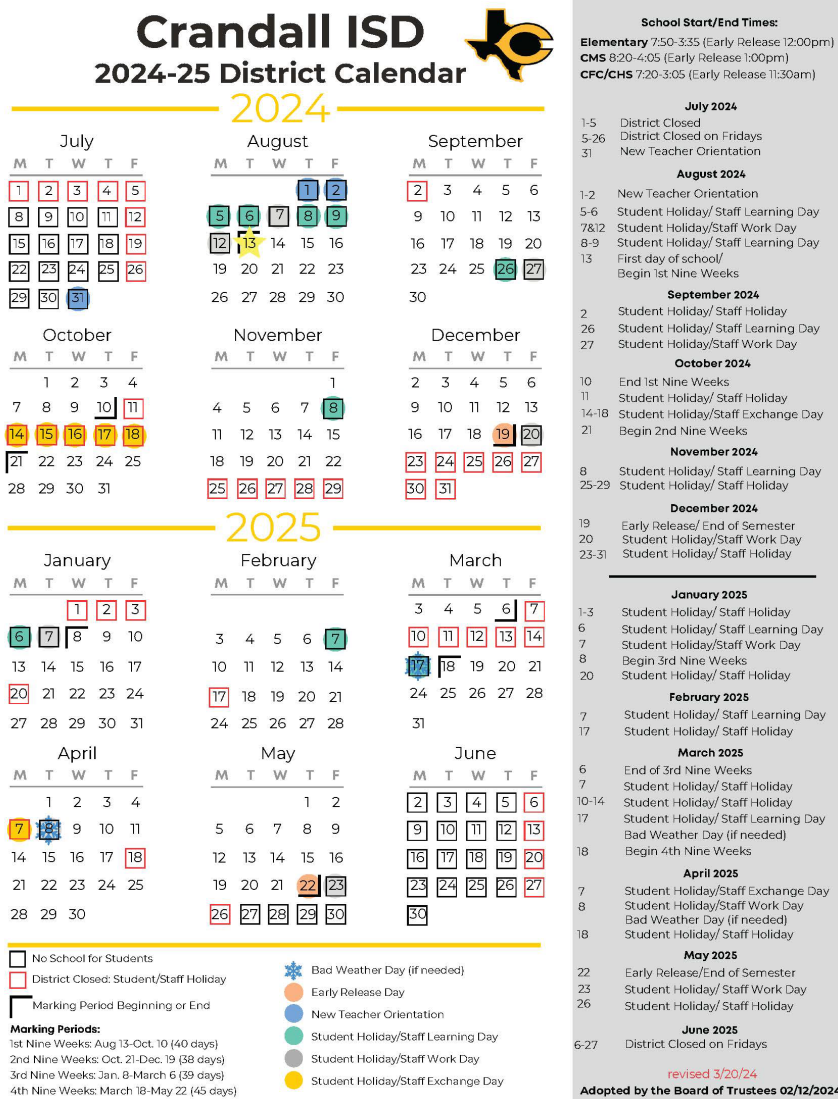 Crandall ISD
2024-25 District Calendar
2024
July
M T W T F
1 2 3 4 5
8 9 10 11 12
15 16 17 18 19
22 23 24 25 26
29 30 31
August
M T W T F
1 2
5 6 7 8 9
12 13 14 15 16
19 20 21 22 23
26 27 28 29 30
September
M T W T F
2 3 4 5 6
9 10 11 12 13
16 17 18 19 20
23 24 25 26 27
30
October
M T W T F
1 2 3 4
7 8 9 10 11
14 15 16 17 18
21 22 23 24 25
28 29 30 31
November
M T W T F
1
4 5 6 7 8
11 12 13 14 15
18 19 20 21 22
25 26 27 28 29
December
M T W T F
2 3 4 5 6
9 10 11 12 13
16 17 18 19 20
23 24 25 26 27
30 31
2025
January
M T W T F
1 2 3
6 7 8 9 10
13 14 15 16 17
20 21 22 23 24
27 28 29 30 31
February
M T W T F
3 4 5 6 7
10 11 12 13 14
17 18 19 20 21
24 25 26 27 28
March
M T W T F
3 4 5 6 7
10 11 12 13 14
17 18 19 20 21
24 25 26 27 28
31
April
M T W T F
1 2 3 4
7 8 9 10 11
14 15 16 17 18
21 22 23 24 25
28 29 30
May
M T W T F
1 2
5 6 7 8 9
12 13 14 15 16
19 20 21 22 23
26 27 28 29 30
June
M T W T F
2 3 4 5 6
9 10 11 12 13
16 17 18 19 20
23 24 25 26 27
30
No School for Students
District Closed: Student/Staff Holiday
Marking Period Beginning or End
Marking Periods:
1st Nine Weeks: Aug 13-Oct. 10 (40 days)
2nd Nine Weeks: Oct. 21-Dec. 19 (38 days)
3rd Nine Weeks: Jan. 8-March 6 (39 days)
4th Nine Weeks: March 18-May 22 (45 days)
Bad Weather Day (if needed)
Early Release Day
New Teacher Orientation
Student Holiday/Staff Learning Day
Student Holiday/Staff Work Day
Student Holiday/Staff Exchange Day
School Start/End Times:
Elementary 7:50-3:35 (Early Release 12:00pm)
CMS 8:20-4:05 (Early Release 1:00pm)
CFC/CHS 7:20-3:05 (Early Release 11:30am)
July 2024
1-5 District Closed
5-26 District Closed on Fridays
31 New Teacher Orientation
August 2024
1-2 New Teacher Orientation
5-6 Student Holiday/ Staff Learning Day
7&12 Student Holiday/Staff Work Day
8-9 Student Holiday/ Staff Learning Day
13 First day of school/
Begin 1st Nine Weeks
September 2024
2 Student Holiday/ Staff Holiday
26 Student Holiday/ Staff Learning Day
27 Student Holiday/Staff Work Day
October 2024
10 End 1st Nine Weeks
11 Student Holiday/ Staff Holiday
14-18 Student Holiday/Staff Exchange Day
21 Begin 2nd Nine Weeks
November 2024
8 Student Holiday/ Staff Learning Day
25-29 Student Holiday/ Staff Holiday
December 2024
19 Early Release/ End of Semester
20 Student Holiday/Staff Work Day
23-31 Student Holiday/ Staff Holiday
January 2025
1-3 Student Holiday/ Staff Holiday
6 Student Holiday/ Staff Learning Day
7 Student Holiday/Staff Work Day
8 Begin 3rd Nine Weeks
20 Student Holiday/ Staff Holiday
February 2025
7 Student Holiday/ Staff Learning Day
17 Student Holiday/ Staff Holiday
March 2025
6 End of 3rd Nine Weeks
7 Student Holiday/ Staff Holiday
10-14 Student Holiday/ Staff Holiday
17 Student Holiday/ Staff Learning Day
Bad Weather Day (if needed)
18 Begin 4th Nine Weeks
April 2025
7 Student Holiday/Staff Exchange Day
8 Student Holiday/Staff Work Day
Bad Weather Day (if needed)
18 Student Holiday/ Staff Holiday
May 2025
22 Early Release/End of Semester
23 Student Holiday/ Staff Work Day
26 Student Holiday/ Staff Holiday
June 2025
6-27 District Closed on Fridays
revised 3/20/24
Adopted by the Board of Trustees 02/12/2024